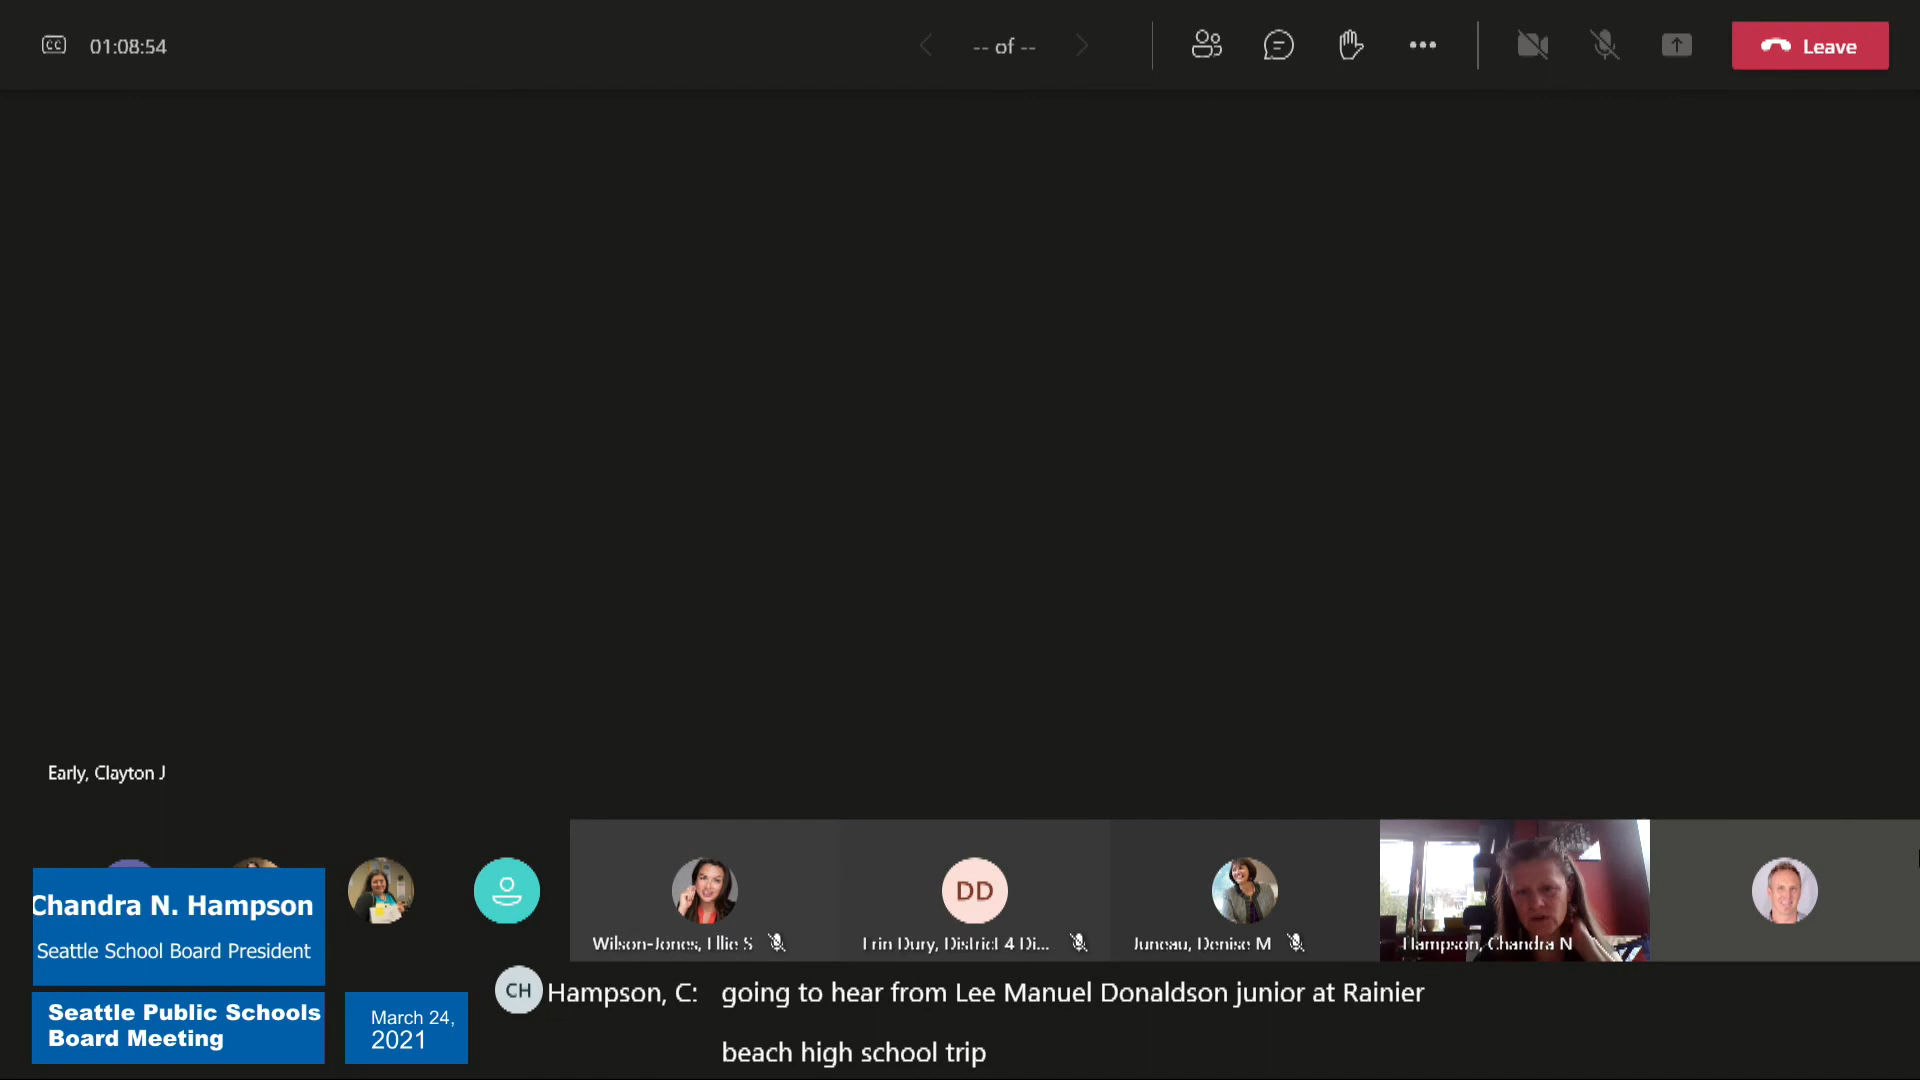 CC 01:08:54 -- of -- Leave
Early, Clayton J
DD
Wilson-Jones, Ellie S Erin Dury, District 4 Di... Juneau, Denise M Hampson, Chandra N
Chandra N. Hampson
Seattle School Board President
CH Hampson, C: going to hear from Lee Manuel Donaldson junior at Rainier
beach high school trip
Seattle Public Schools
Board Meeting
March 24,
2021